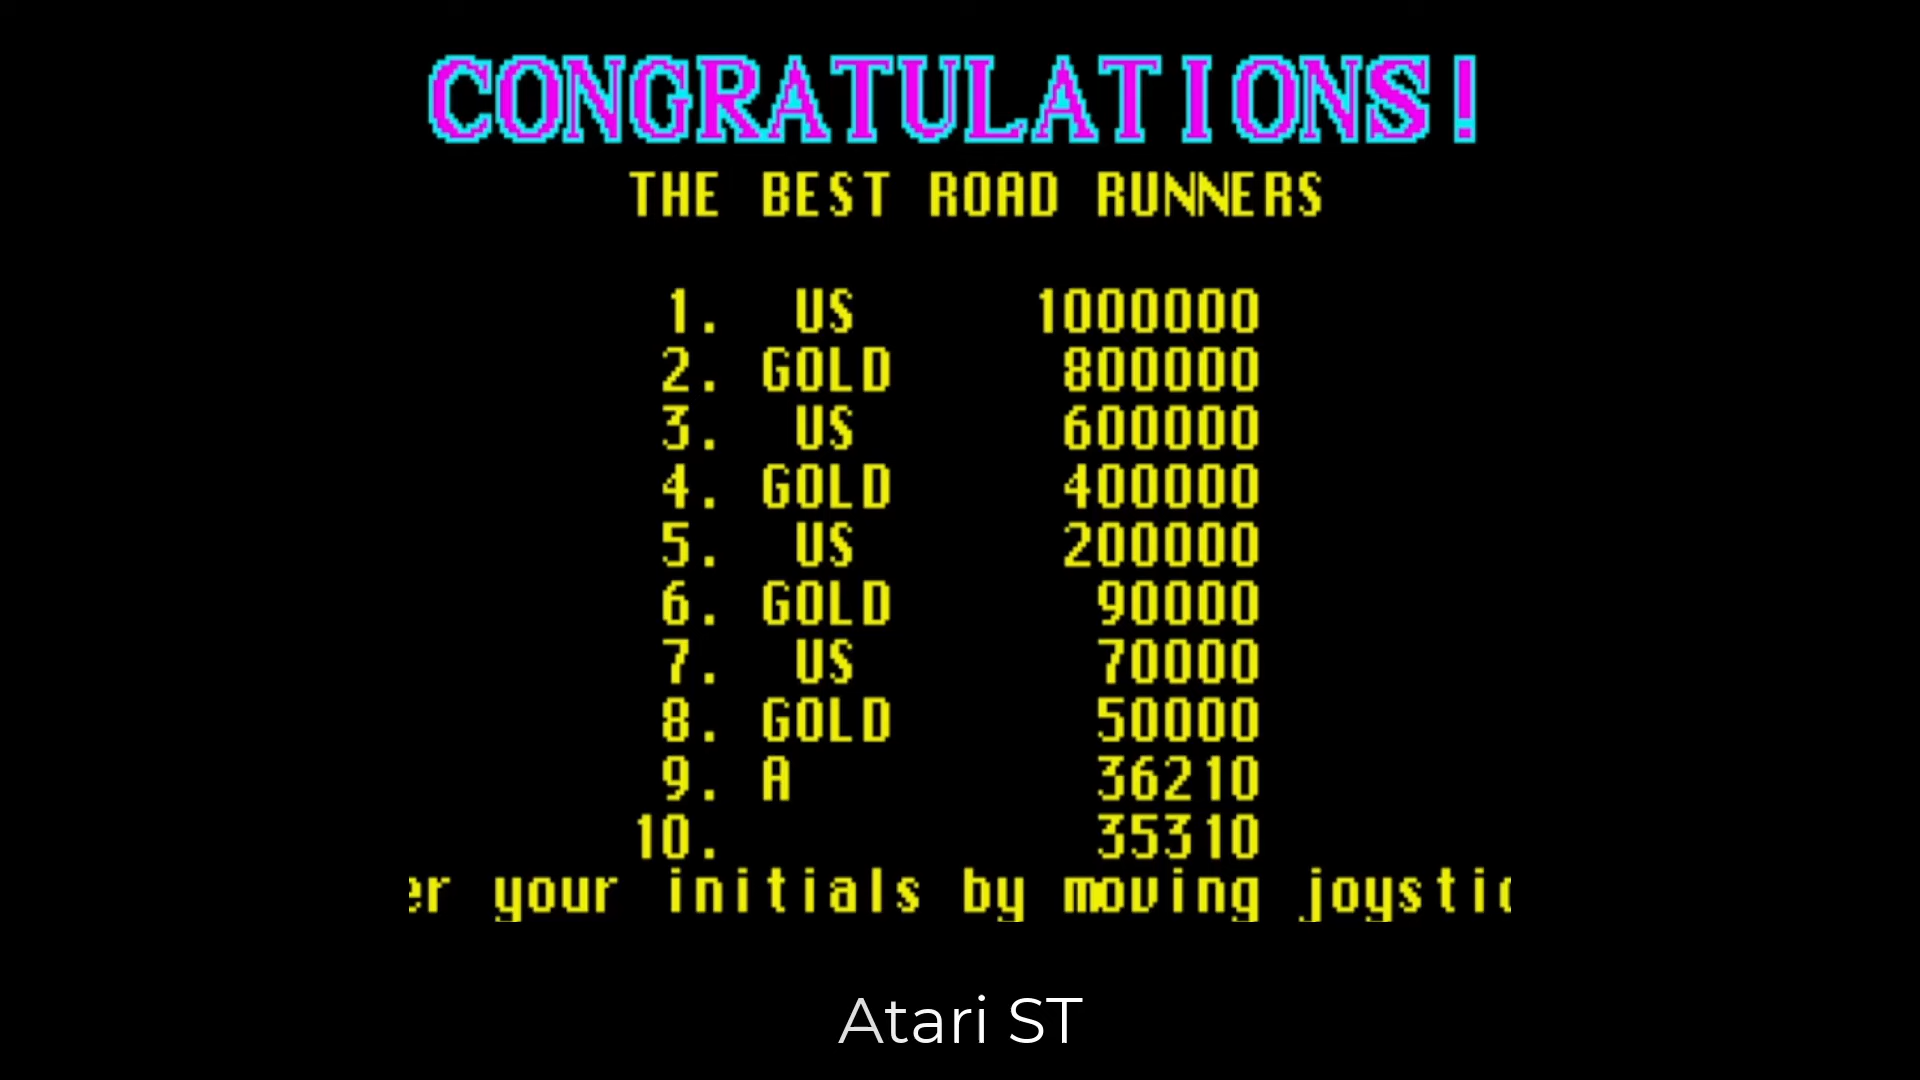 CONGRATULATIONS!
THE BEST ROAD RUNNERS
1. US 1000000
2. GOLD 800000
3. US 600000
4. GOLD 400000
5. US 200000
6. GOLD 90000
7. US 70000
8. GOLD 50000
9. A 36210
10. 35310
er your initials by moving joystic
Atari ST